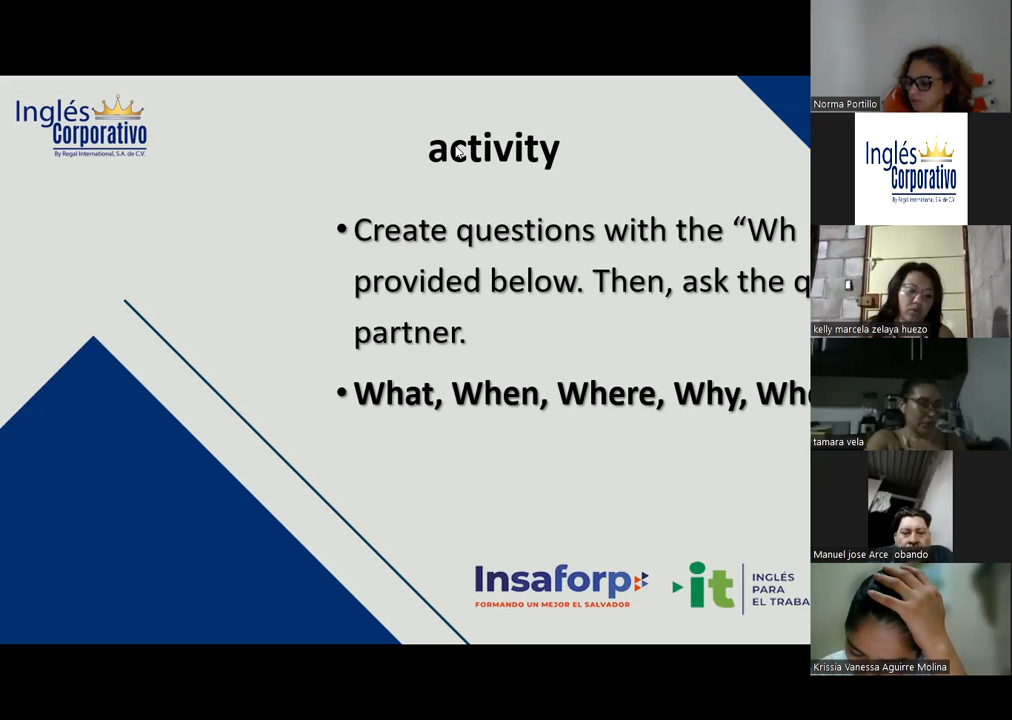 Inglés
Corporativo
By Regal International, S.A. de C.V.
activity
• Create questions with the “Wh
provided below. Then, ask the q
partner.
• What, When, Where, Why, Who
Insaforp
FORMANDO UN MEJOR EL SALVADOR
it
INGLÉS
PARA
EL TRABA
Norma Portillo
Inglés
Corporativo
By Regal International, S.A. de C.V.
kelly marcela zelaya huezo
tamara vela
Manuel jose Arce obando
Krissia Vanessa Aguirre Molina